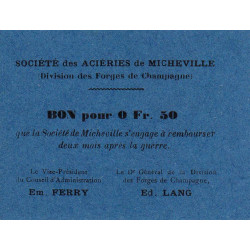 SOCIÉTÉ des ACIERIES de MICHEVILLE
(Division des Forges de Champagne)
BON pour 0 Fr. 50
que la Société de Micheville s'engage à rembourser
deux mois après la guerre.
Le Vice-Président
du Conseil d'Administration
Em. FERRY
Le Dr Général de la Division
des Forges de Champagne,
Ed. LANG